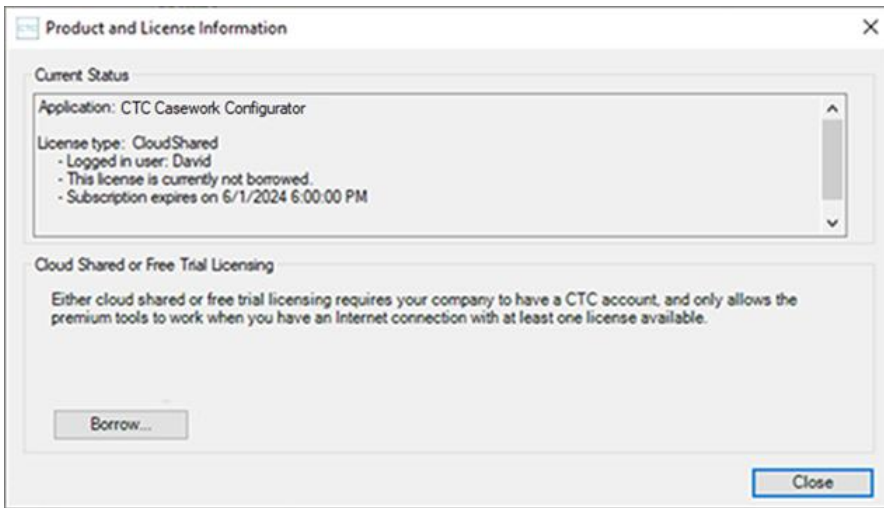 CTC Product and License Information
Current Status
Application: CTC Casework Configurator
License type: CloudShared
- Logged in user: David
- This license is currently not borrowed.
- Subscription expires on 6/1/2024 6:00:00 PM
Cloud Shared or Free Trial Licensing
Either cloud shared or free trial licensing requires your company to have a CTC account, and only allows the
premium tools to work when you have an Internet connection with at least one license available.
Borrow...
Close